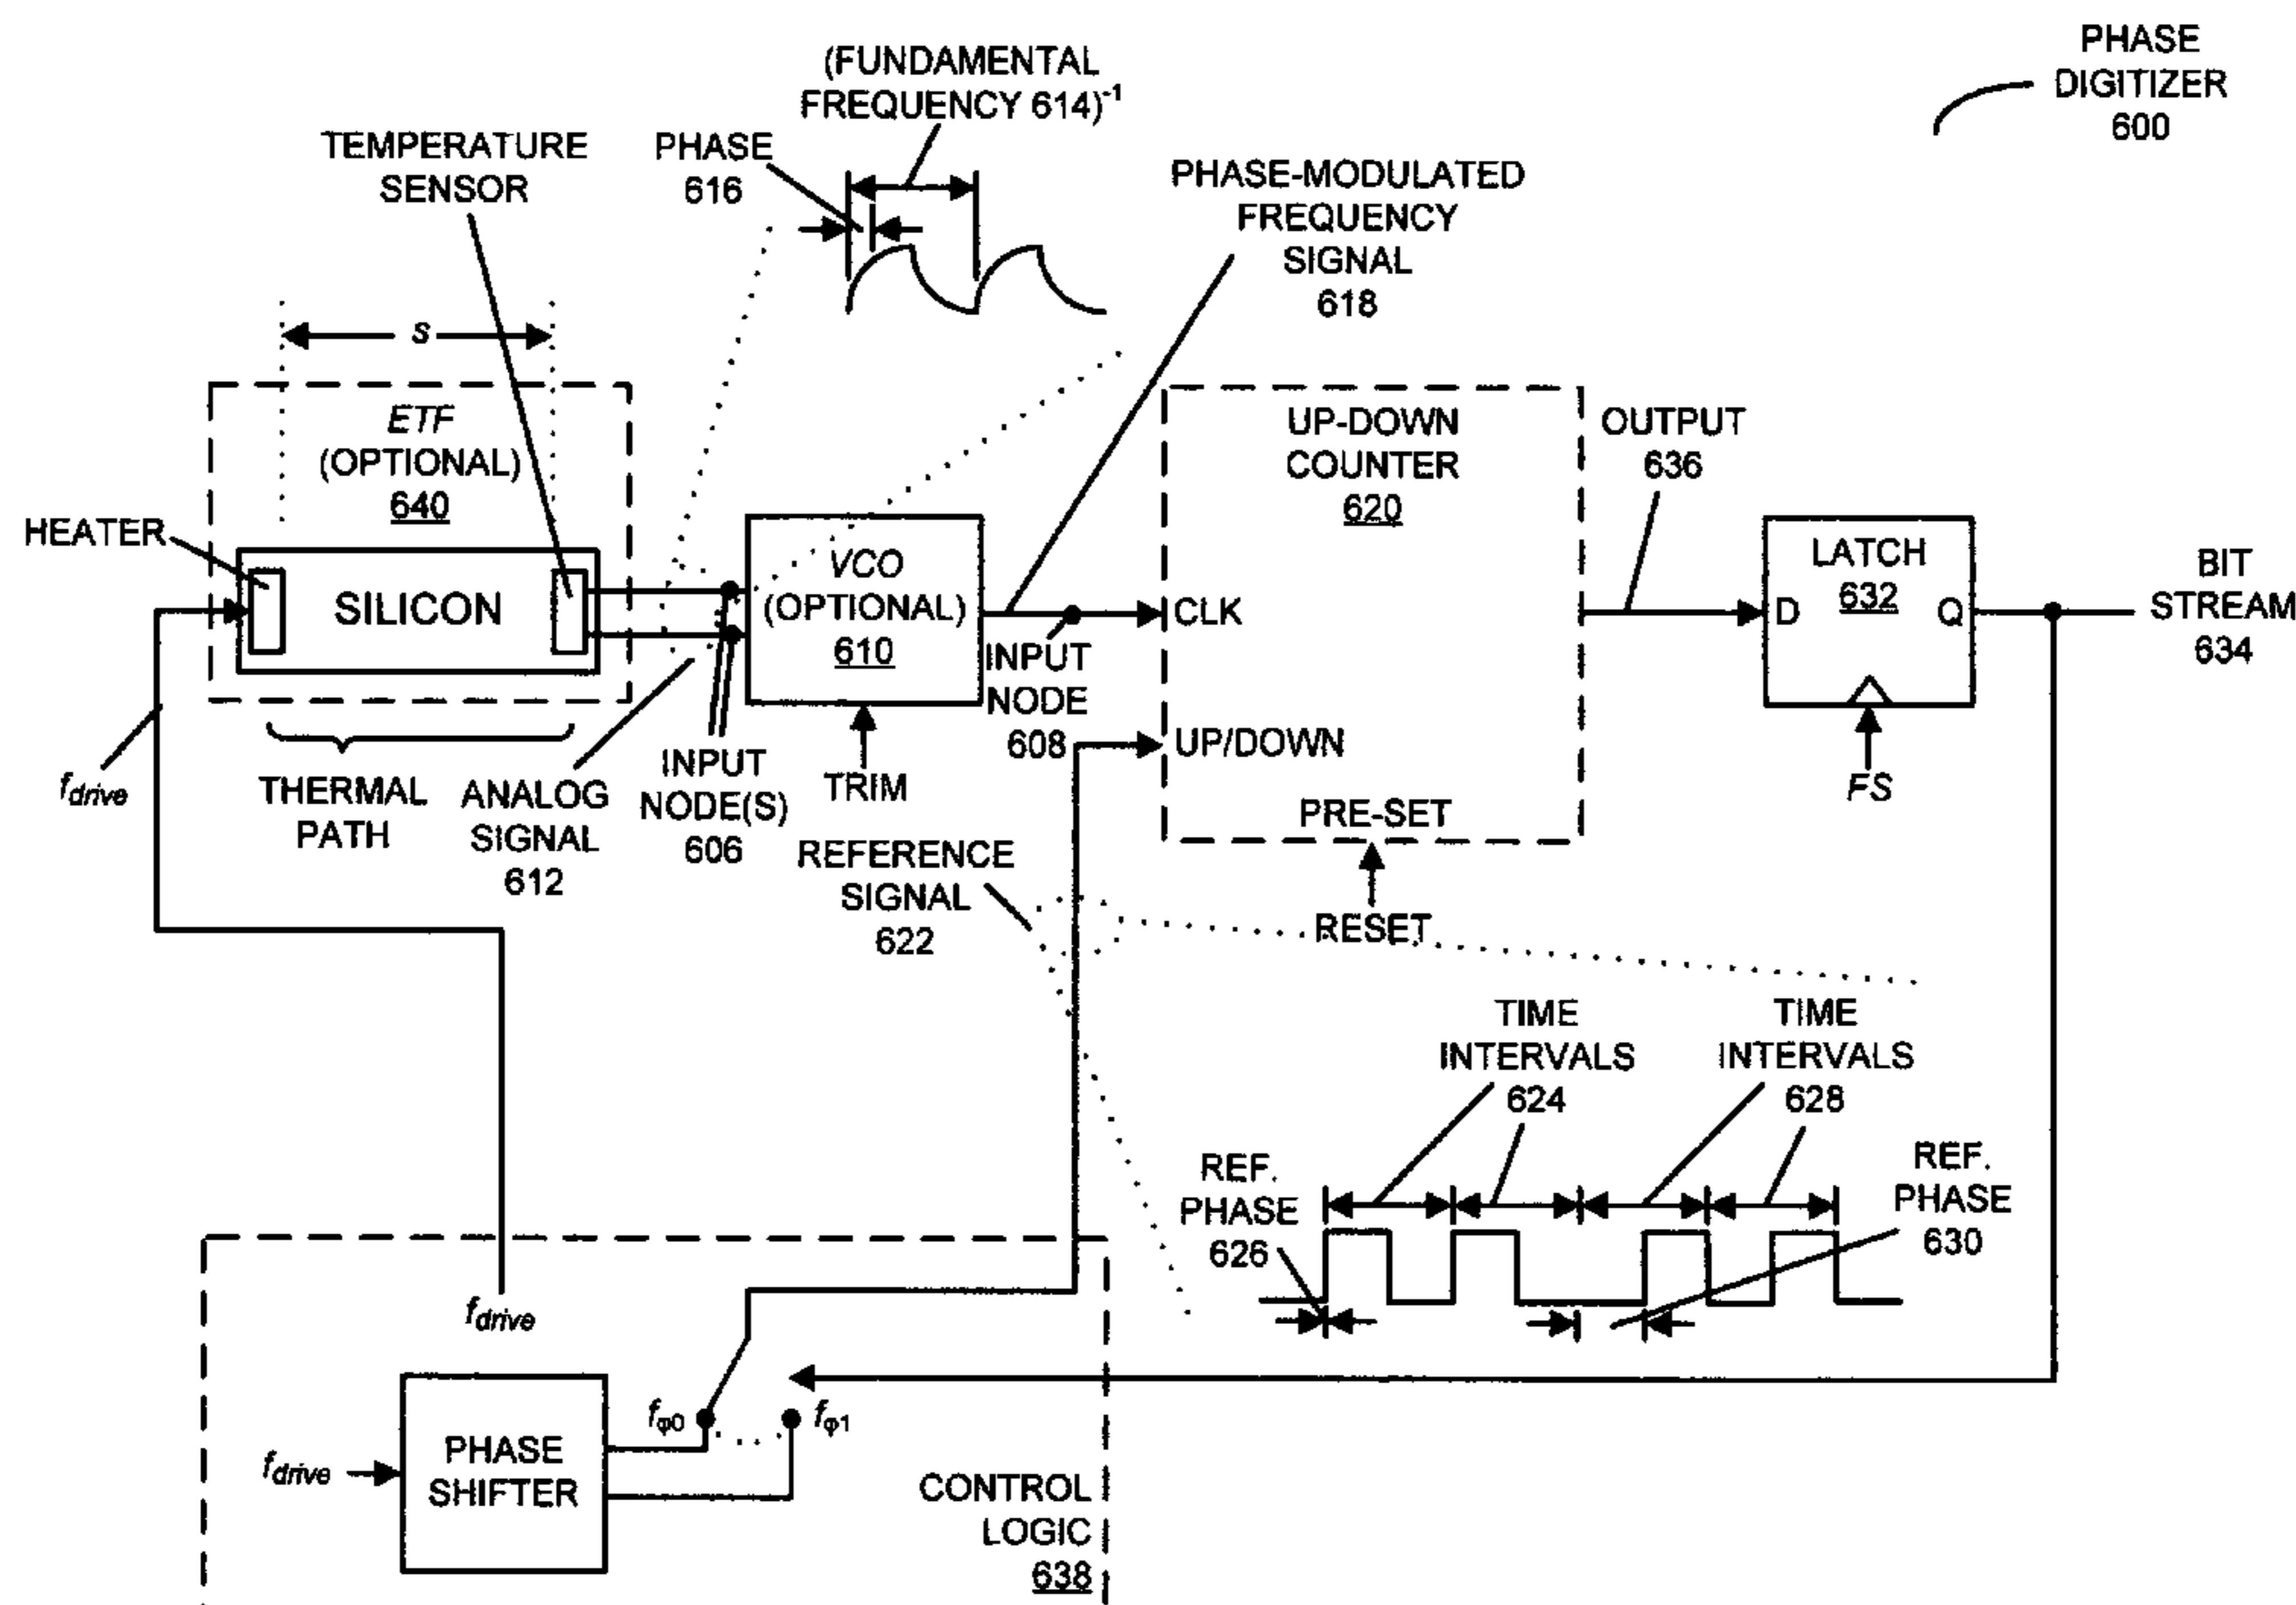 PHASE
DIGITIZER
600
(FUNDAMENTAL
FREQUENCY 614)-1
TEMPERATURE
SENSOR
PHASE
616
PHASE-MODULATED
FREQUENCY
SIGNAL
618
s
ETF
(OPTIONAL)
640
HEATER
SILICON
VCO
(OPTIONAL)
610
UP-DOWN
COUNTER
620
CLK
UP/DOWN
PRE-SET
OUTPUT
636
LATCH
632
D
Q
FS
BIT
STREAM
634
INPUT
NODE
608
fdrive
THERMAL
PATH
ANALOG
SIGNAL
612
INPUT
NODE(S)
606
TRIM
REFERENCE
SIGNAL
622
RESET
TIME
INTERVALS
624
TIME
INTERVALS
628
REF.
PHASE
626
REF.
PHASE
630
fdrive
fφ0
fφ1
fdrive
PHASE
SHIFTER
CONTROL
LOGIC
638